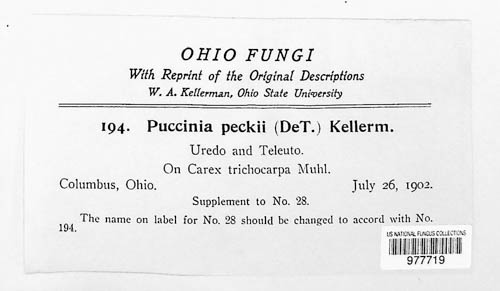 OHIO FUNGI
With Reprint of the Original Descriptions
W. A. Kellerman, Ohio State University
194. Puccinia peckii (DeT.) Kellerm.
Uredo and Teleuto.
On Carex trichocarpa Muhl.
Columbus, Ohio. July 26, 1902.
Supplement to No. 28.
The name on label for No. 28 should be changed to accord with No.
194.
US NATIONAL FUNGUS COLLECTIONS
977719